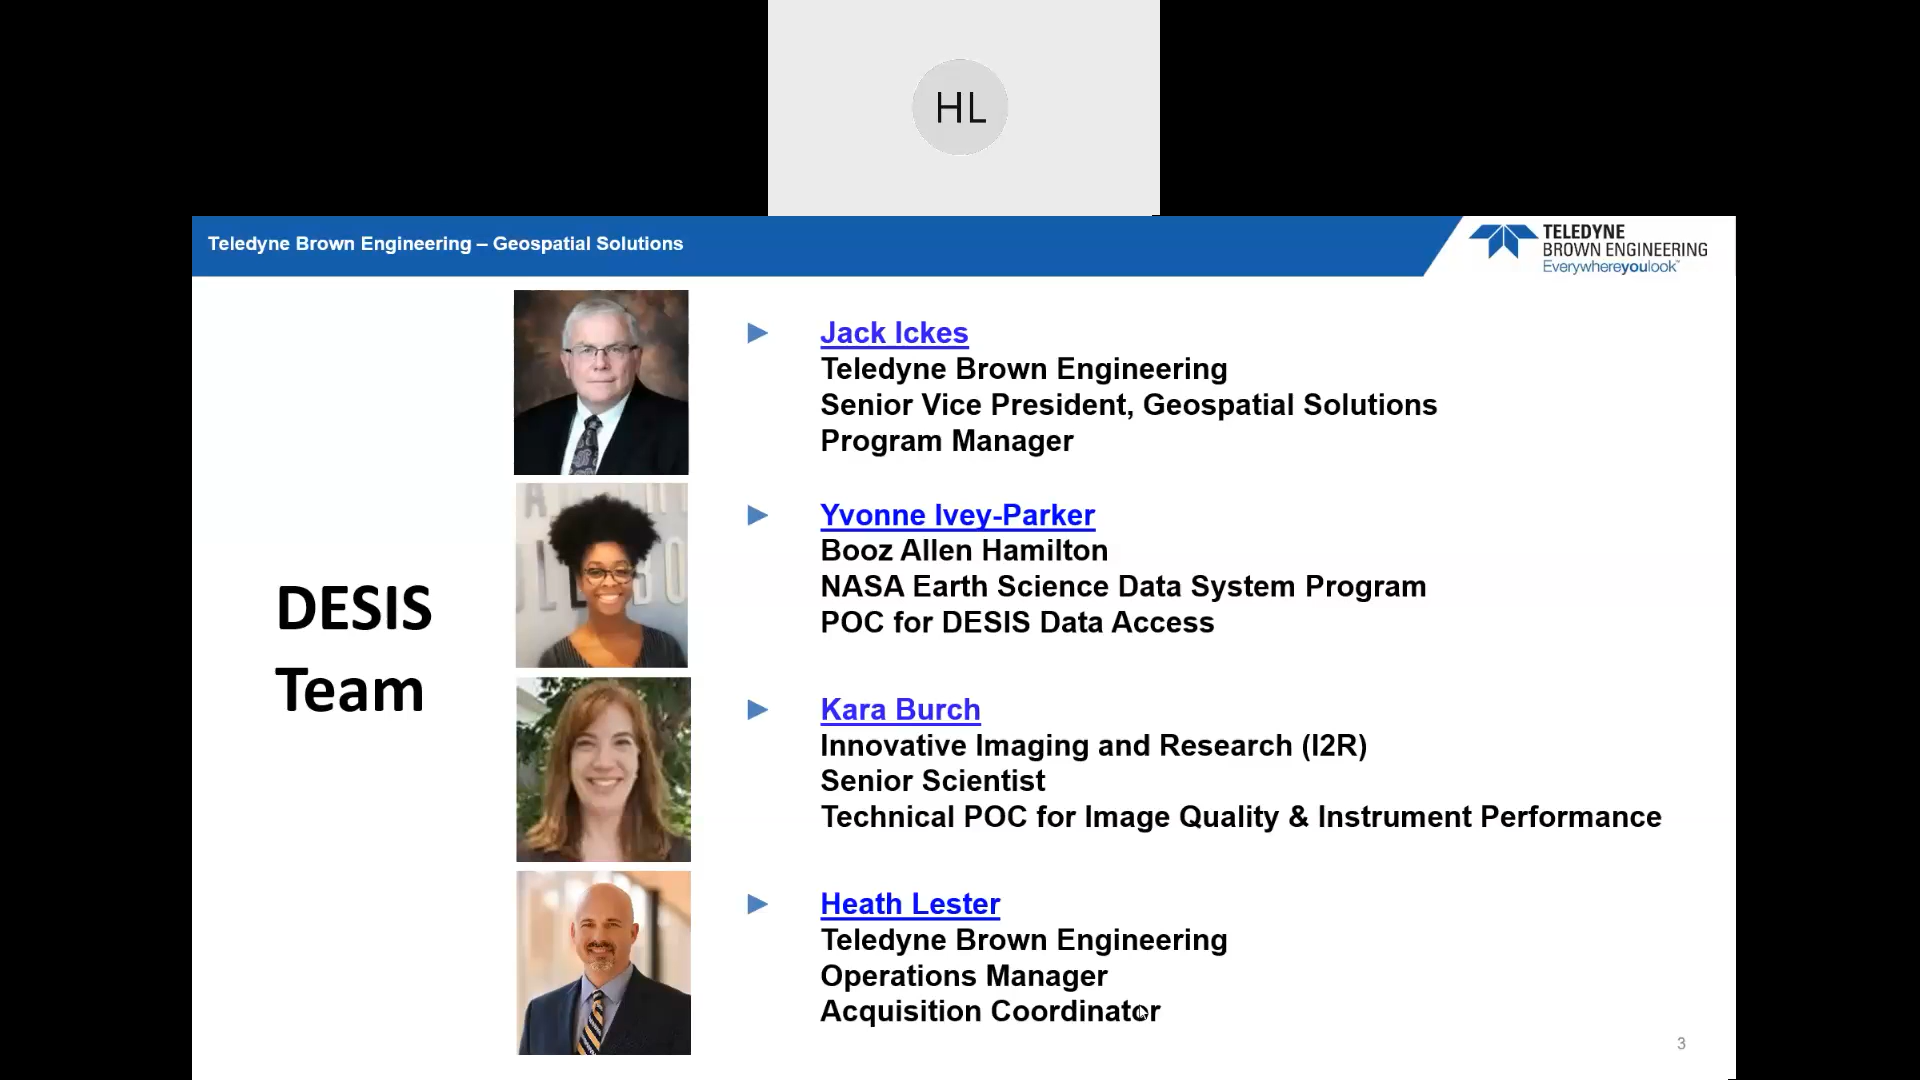 HL
Teledyne Brown Engineering – Geospatial Solutions
TELEDYNE
BROWN ENGINEERING
Everywhereyoulook™
DESIS
Team
Jack Ickes
Teledyne Brown Engineering
Senior Vice President, Geospatial Solutions
Program Manager
Yvonne Ivey-Parker
Booz Allen Hamilton
NASA Earth Science Data System Program
POC for DESIS Data Access
Kara Burch
Innovative Imaging and Research (I2R)
Senior Scientist
Technical POC for Image Quality & Instrument Performance
Heath Lester
Teledyne Brown Engineering
Operations Manager
Acquisition Coordinator
3